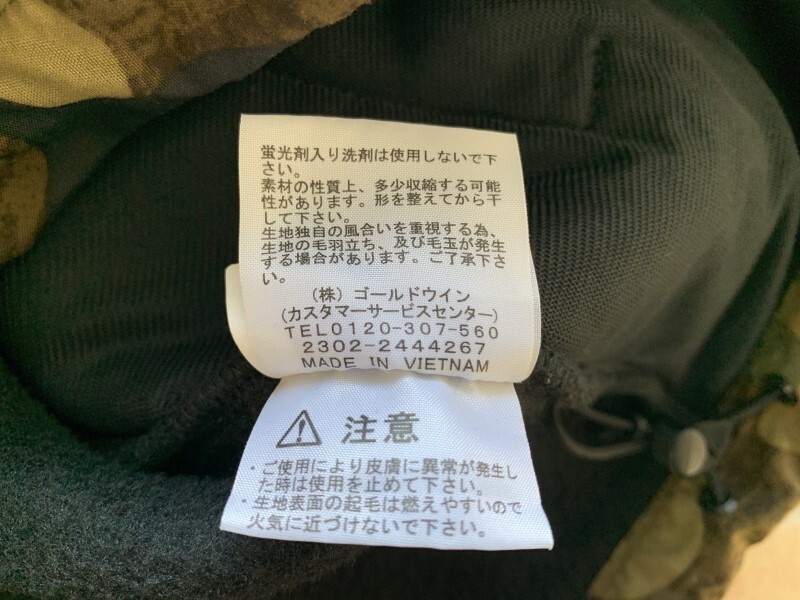 蛍光剤入り洗剤は使用しないで下
さい。
素材の性質上、多少収縮する可能
性があります。形を整えてから干
して下さい。
生地独自の風合いを重視する為、
生地の毛羽立ち、及び毛玉が発生
する場合があります。ご了承下さ
い。
(株) ゴールドウイン
(カスタマーサービスセンター)
TEL0120-307-560
2302-2444267
MADE IN VIETNAM
注意
・ご使用により皮膚に異常が発生し
た時は使用を止めて下さい。
・生地表面の起毛は燃えやすいので
火気に近づけないで下さい。